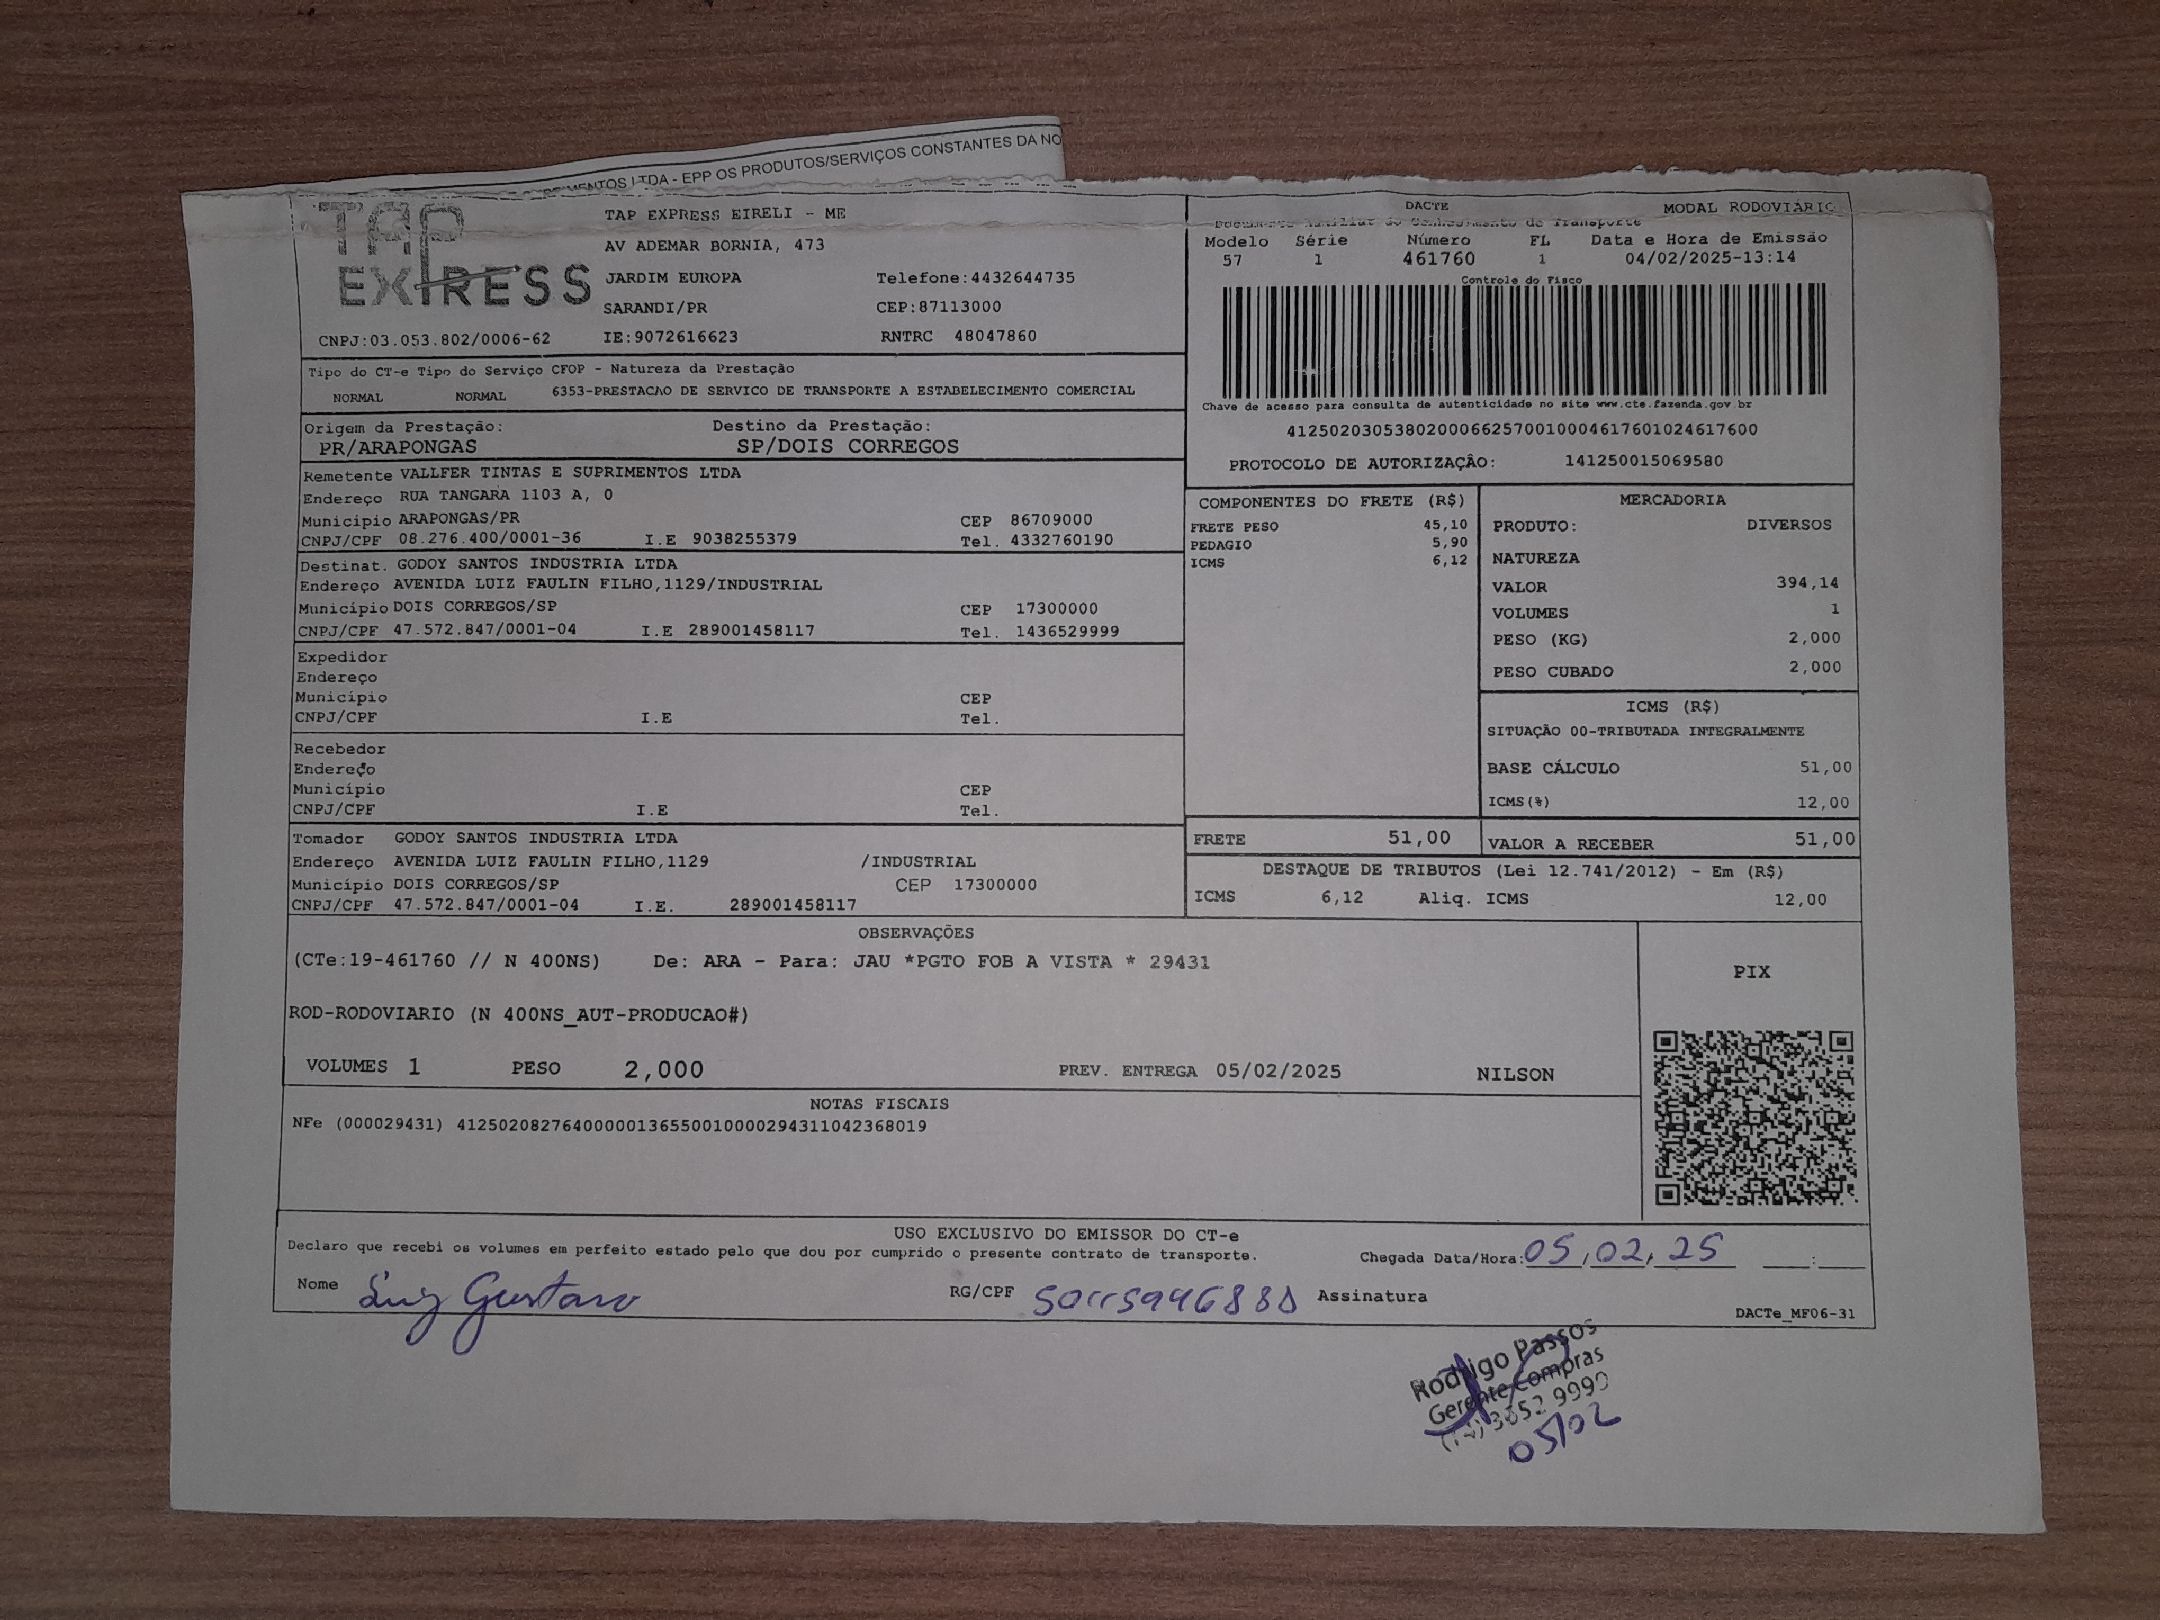 MENTOS LTDA - EPP OS PRODUTOS/SERVIÇOS CONSTANTES DA NO
TAP
EXPRESS
TAP EXPRESS EIRELI - ME
AV ADEMAR BORNIA, 473
JARDIM EUROPA Telefone:4432644735
SARANDI/PR CEP:87113000
CNPJ:03.053.802/0006-62 IE:9072616623 RNTRC 48047860
DACTE MODAL RODOVIÁRIO
Documento Auxiliar do Conhecimento de Transporte
Modelo Série Número FL Data e Hora de Emissão
57 1 461760 1 04/02/2025-13:14
Controle do Fisco
Chave de acesso para consulta de autenticidade no site www.cte.fazenda.gov.br
41250203053802000662570010004617601024617600
PROTOCOLO DE AUTORIZAÇÂO: 141250015069580
Tipo do CT-e Tipo do Serviço CFOP - Natureza da Prestação
NORMAL NORMAL 6353-PRESTACAO DE SERVICO DE TRANSPORTE A ESTABELECIMENTO COMERCIAL
Origem da Prestação: Destino da Prestação:
PR/ARAPONGAS SP/DOIS CORREGOS
Remetente VALLFER TINTAS E SUPRIMENTOS LTDA
Endereço RUA TANGARA 1103 A, 0
Município ARAPONGAS/PR CEP 86709000
CNPJ/CPF 08.276.400/0001-36 I.E 9038255379 Tel. 4332760190
Destinat. GODOY SANTOS INDUSTRIA LTDA
Endereço AVENIDA LUIZ FAULIN FILHO,1129/INDUSTRIAL
Município DOIS CORREGOS/SP CEP 17300000
CNPJ/CPF 47.572.847/0001-04 I.E 289001458117 Tel. 1436529999
Expedidor
Endereço
Município CEP
CNPJ/CPF I.E Tel.
Recebedor
Endereço
Município CEP
CNPJ/CPF I.E Tel.
Tomador GODOY SANTOS INDUSTRIA LTDA
Endereço AVENIDA LUIZ FAULIN FILHO,1129 /INDUSTRIAL
Município DOIS CORREGOS/SP CEP 17300000
CNPJ/CPF 47.572.847/0001-04 I.E. 289001458117
COMPONENTES DO FRETE (R$)
FRETE PESO 45,10
PEDAGIO 5,90
ICMS 6,12
MERCADORIA
PRODUTO: DIVERSOS
NATUREZA
VALOR 394,14
VOLUMES 1
PESO (KG) 2,000
PESO CUBADO 2,000
ICMS (R$)
SITUAÇÃO 00-TRIBUTADA INTEGRALMENTE
BASE CÁLCULO 51,00
ICMS(%) 12,00
FRETE 51,00 VALOR A RECEBER 51,00
DESTAQUE DE TRIBUTOS (Lei 12.741/2012) - Em (R$)
ICMS 6,12 Aliq. ICMS 12,00
OBSERVAÇÕES
(CTe:19-461760 // N 400NS) De: ARA - Para: JAU *PGTO FOB A VISTA * 29431
ROD-RODOVIARIO (N 400NS_AUT-PRODUCAO#)
VOLUMES 1 PESO 2,000 PREV. ENTREGA 05/02/2025 NILSON
PIX
NOTAS FISCAIS
NFe (000029431) 41250208276400000136550010000294311042368019
USO EXCLUSIVO DO EMISSOR DO CT-e
Declaro que recebi os volumes em perfeito estado pelo que dou por cumprido o presente contrato de transporte.
Chegada Data/Hora: 05,02,25 :
Nome Luiz Gustavo RG/CPF Assinatura
DACTe_MF06-31
Rodrigo Passos
Gerente Compras
3652 9999
05/02